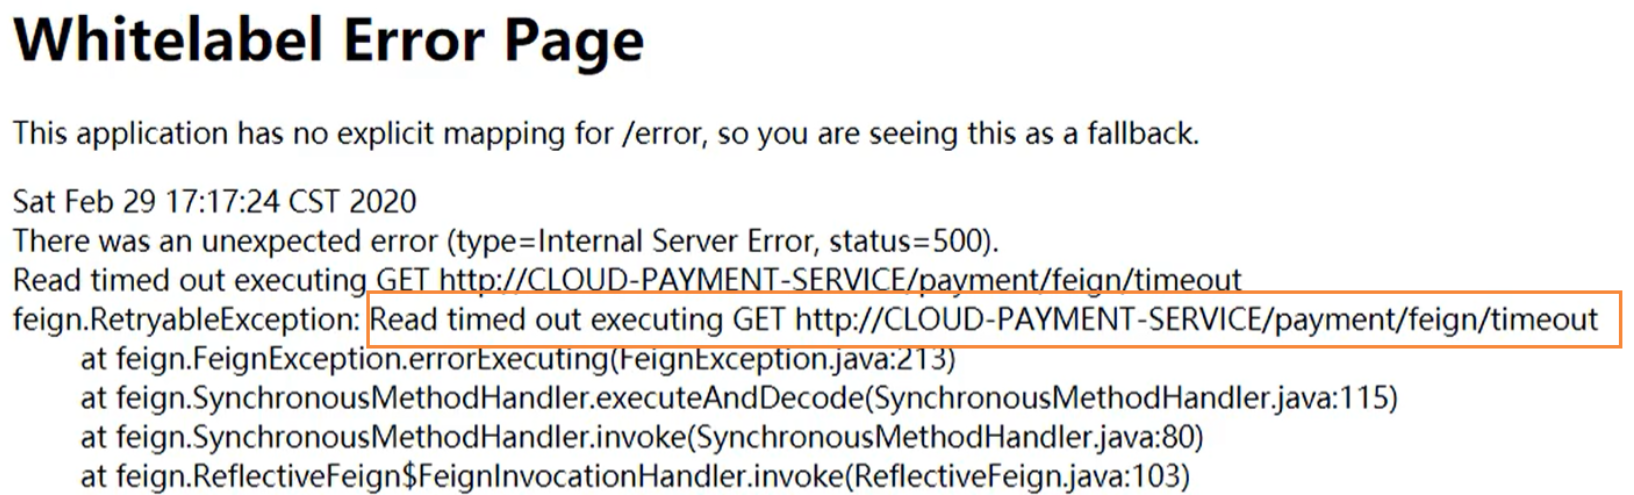 Whitelabel Error Page
This application has no explicit mapping for /error, so you are seeing this as a fallback.
Sat Feb 29 17:17:24 CST 2020
There was an unexpected error (type=Internal Server Error, status=500).
Read timed out executing GET http://CLOUD-PAYMENT-SERVICE/payment/feign/timeout
feign.RetryableException: Read timed out executing GET http://CLOUD-PAYMENT-SERVICE/payment/feign/timeout
at feign.FeignException.errorExecuting(FeignException.java:213)
at feign.SynchronousMethodHandler.executeAndDecode(SynchronousMethodHandler.java:115)
at feign.SynchronousMethodHandler.invoke(SynchronousMethodHandler.java:80)
at feign.ReflectiveFeign$FeignInvocationHandler.invoke(ReflectiveFeign.java:103)